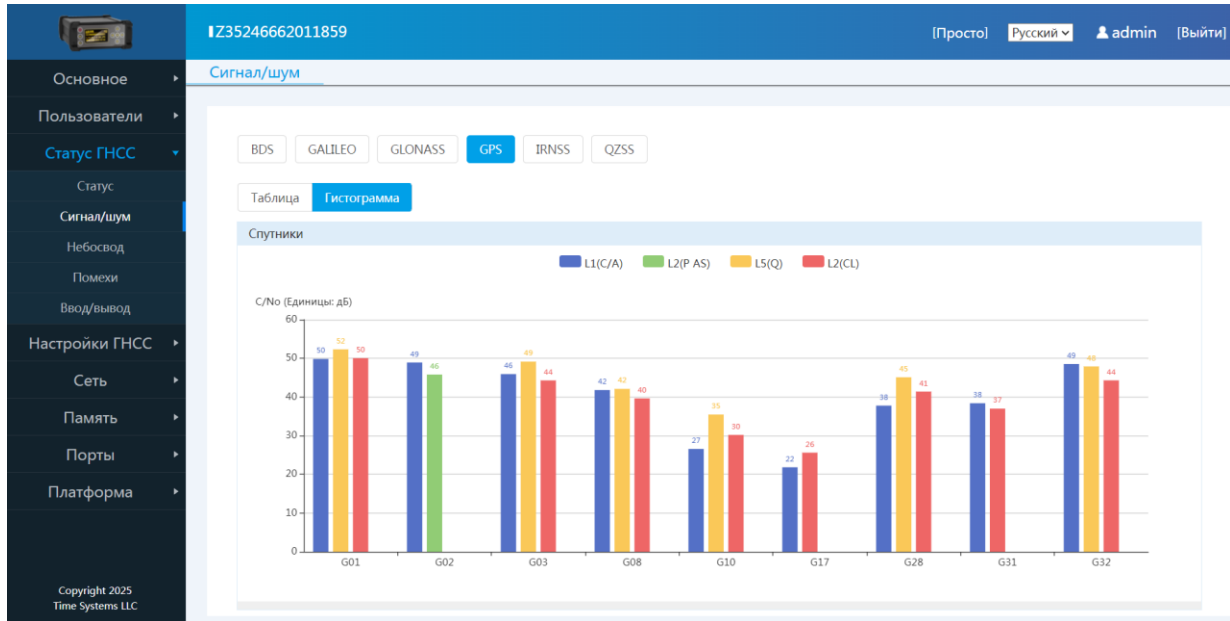 Z35246662011859
[Просто] Русский admin [Выйти]
Основное
Пользователи
Статус ГНСС
Статус
Сигнал/шум
Небосвод
Помехи
Ввод/вывод
Настройки ГНСС
Сеть
Память
Порты
Платформа
Copyright 2025
Time Systems LLC
Сигнал/шум
BDS GALILEO GLONASS GPS IRNSS QZSS
Таблица Гистограмма
Спутники
L1(C/A) L2(P AS) L5(Q) L2(CL)
C/No (Единицы: дБ)
60
50
40
30
20
10
0
50 52 50
49 46
46 49 44
42 42 40
27 35 30
22 26
38 45 41
38 37
49 48 44
G01 G02 G03 G08 G10 G17 G28 G31 G32